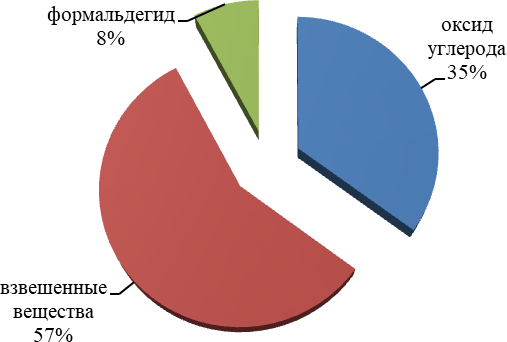 формальдегид
8%
оксид
углерода
35%
взвешенные
вещества
57%